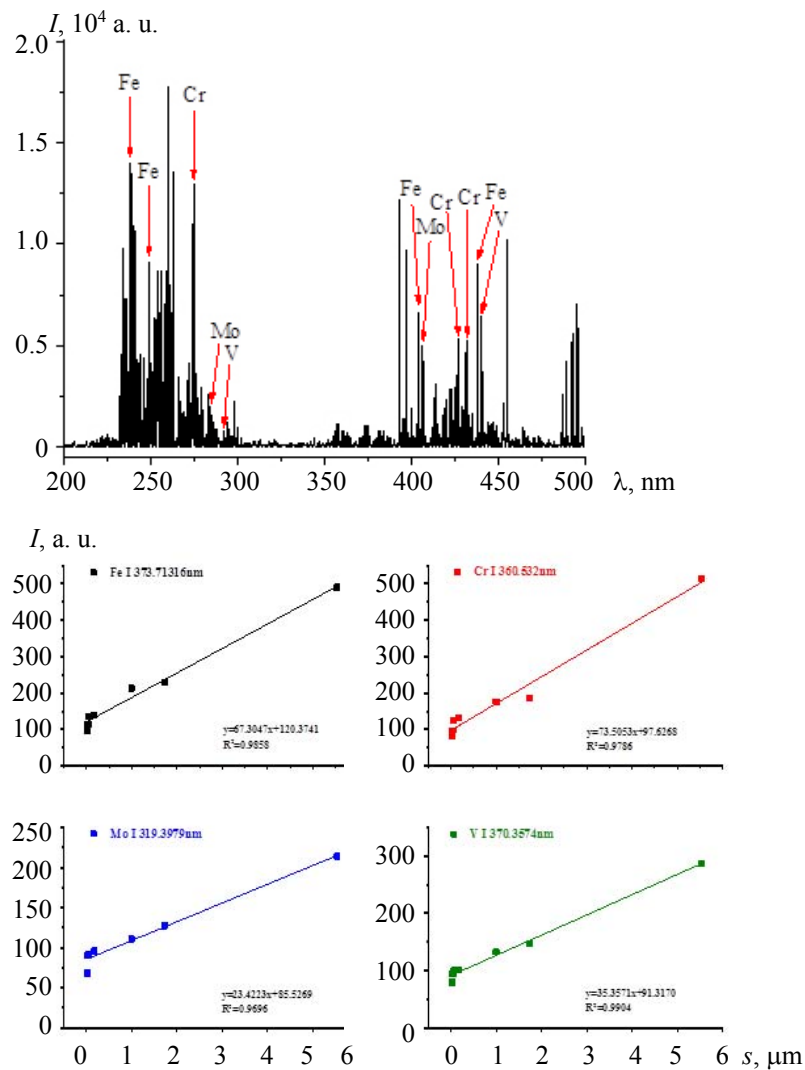 I, 10⁴ a. u.
2.0
1.5
1.0
0.5
0
Fe
Fe
Cr
Mo
V
Fe
Mo
Cr
Cr
Fe
V
200 250 300 350 400 450 500 λ, nm
I, a. u.
500
400
300
200
100
0
Fe I 373.71316nm
y=67.3047x+120.3741
R²=0.9858
500
400
300
200
100
0
Cr I 360.532nm
y=73.5053x+97.6268
R²=0.9786
250
200
150
100
50
0
Mo I 319.3979nm
y=23.4223x+85.5269
R²=0.9696
0 1 2 3 4 5 6
300
200
100
0
V I 370.3574nm
y=35.3571x+91.3170
R²=0.9904
0 1 2 3 4 5 6 s, μm